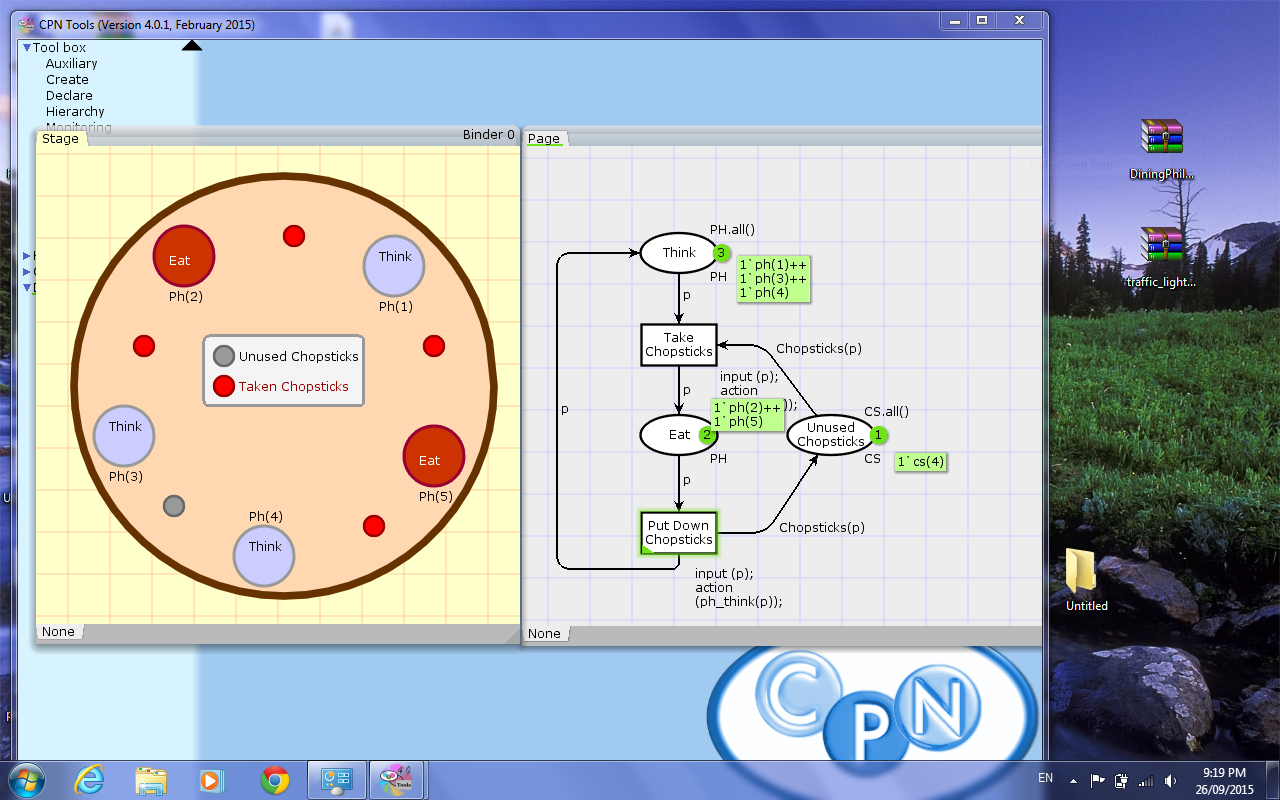 CPN Tools (Version 4.0.1, February 2015)
Tool box
Auxiliary
Create
Declare
Hierarchy
Monitoring
Binder 0
Stage
Eat
Ph(2)
Think
Ph(1)
Unused Chopsticks
Taken Chopsticks
Think
Ph(3)
Eat
Ph(5)
Ph(4)
Think
None
Page
PH.all()
Think
3
1`ph(1)++
1`ph(3)++
1`ph(4)
PH
p
Take
Chopsticks
Chopsticks(p)
input (p);
action
));
p
1`ph(2)++
1`ph(5)
Eat
2
PH
CS.all()
Unused
Chopsticks
1
CS
1`cs(4)
p
p
Put Down
Chopsticks
Chopsticks(p)
input (p);
action
(ph_think(p));
None
CPN
DiningPhil...
traffic_light...
Untitled
4.0
Tools
EN
9:19 PM
26/09/2015